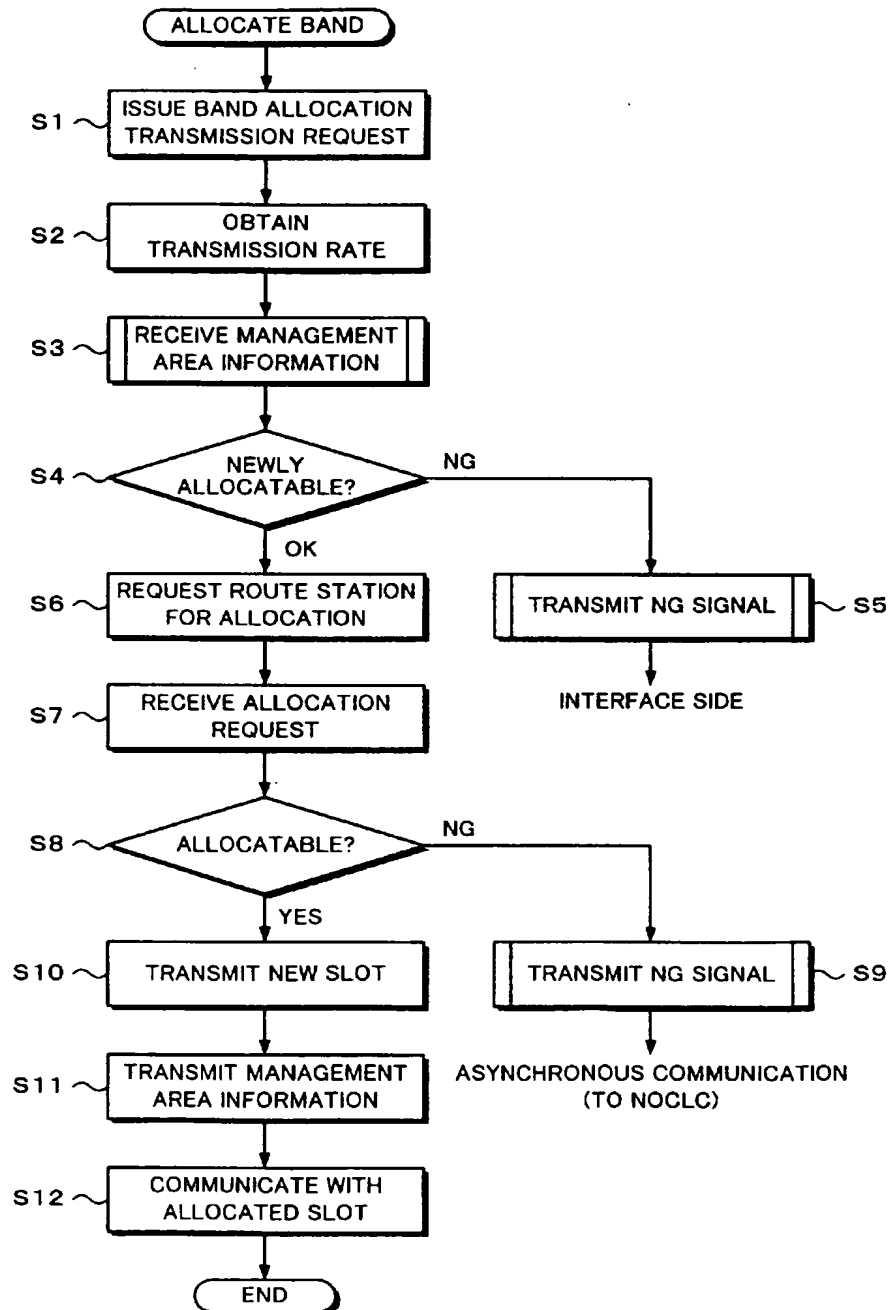 ALLOCATE BAND
S1
ISSUE BAND ALLOCATION
TRANSMISSION REQUEST
S2
OBTAIN
TRANSMISSION RATE
S3
RECEIVE MANAGEMENT
AREA INFORMATION
S4
NEWLY
ALLOCATABLE?
NG
OK
S6
REQUEST ROUTE STATION
FOR ALLOCATION
TRANSMIT NG SIGNAL
S5
INTERFACE SIDE
S7
RECEIVE ALLOCATION
REQUEST
S8
ALLOCATABLE?
NG
YES
S10
TRANSMIT NEW SLOT
TRANSMIT NG SIGNAL
S9
ASYNCHRONOUS COMMUNICATION
(TO NOCLC)
S11
TRANSMIT MANAGEMENT
AREA INFORMATION
S12
COMMUNICATE WITH
ALLOCATED SLOT
END